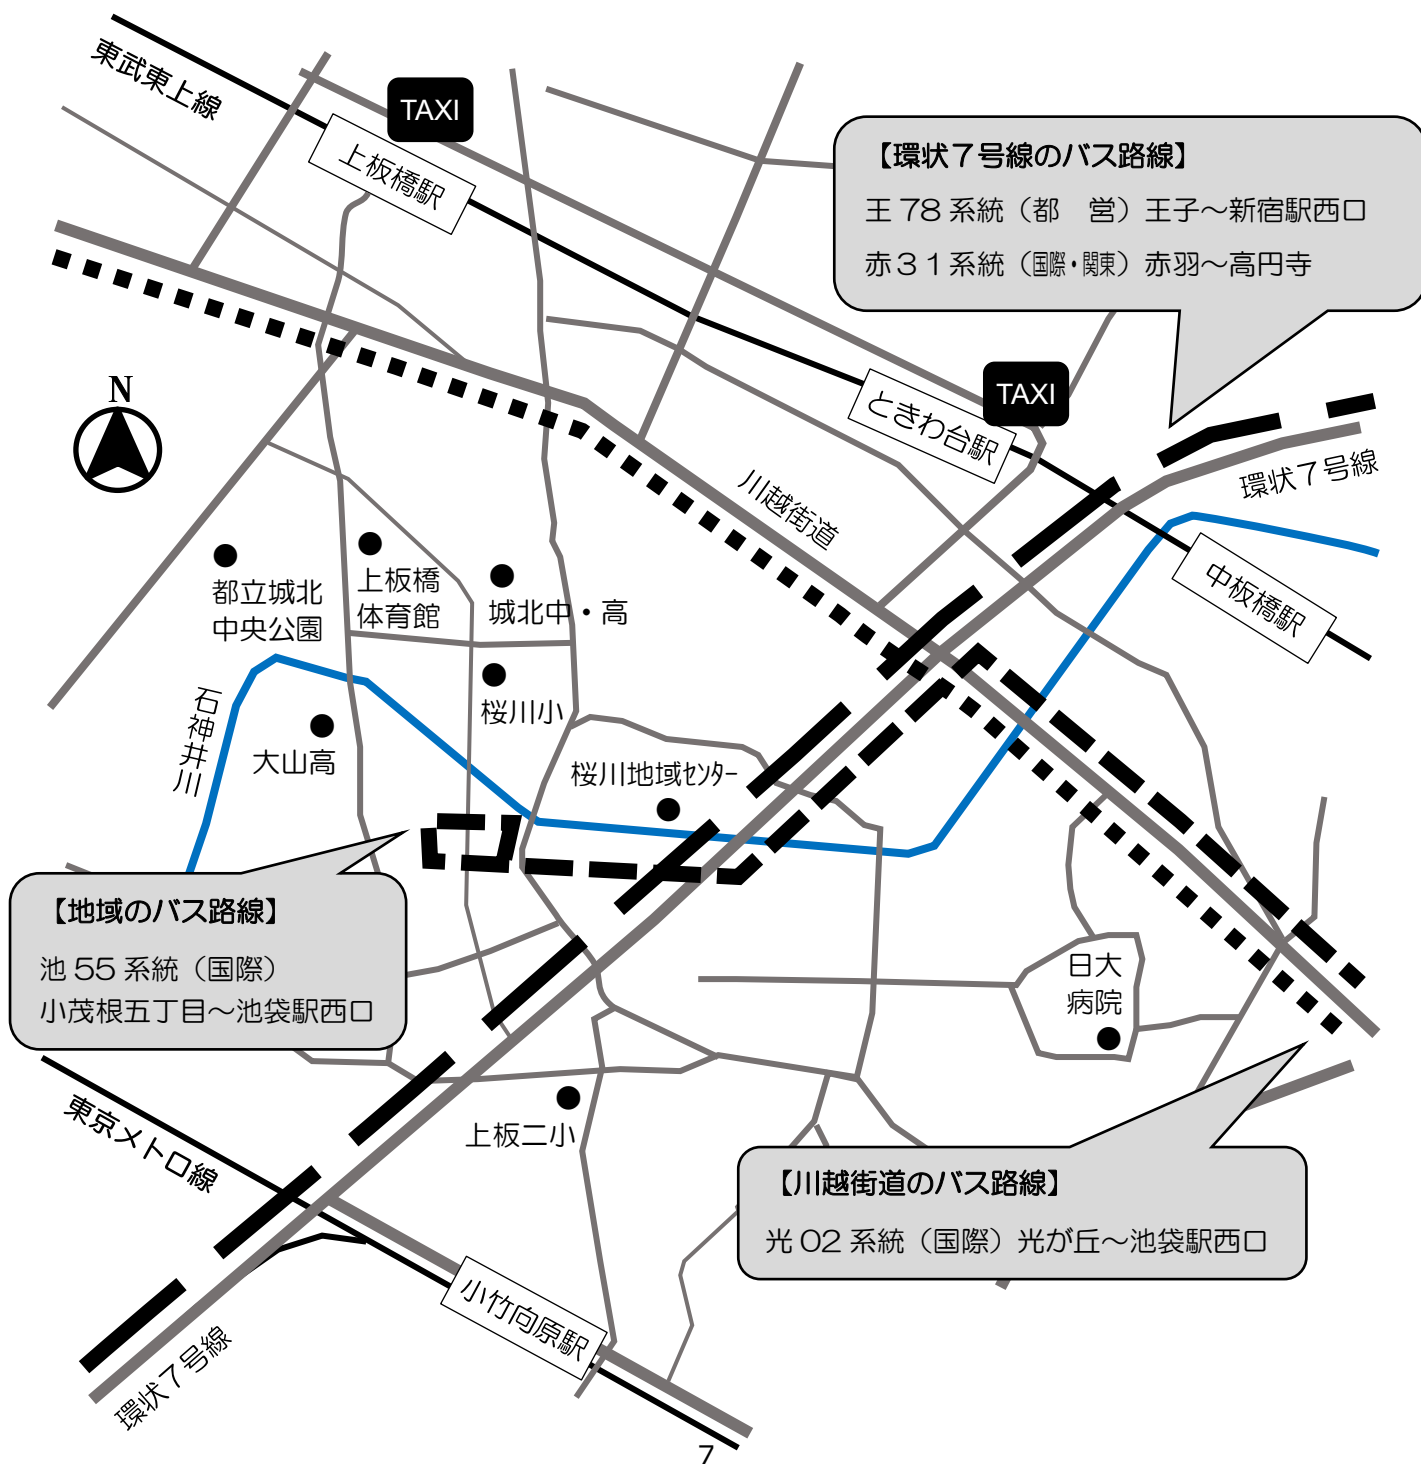 東武東上線
TAXI
上板橋駅
【環状７号線のバス路線】
王 78 系統（都　営）王子～新宿駅西口
赤３１系統（国際・関東）赤羽～高円寺
N
TAXI
ときわ台駅
川越街道
環状７号線
中板橋駅
都立城北
中央公園
上板橋
体育館
城北中・高
桜川小
石神井川
大山高
桜川地域ｾﾝﾀｰ
【地域のバス路線】
池 55 系統（国際）
小茂根五丁目～池袋駅西口
日大
病院
東京メトロ線
上板二小
【川越街道のバス路線】
光 02 系統（国際）光が丘～池袋駅西口
小竹向原駅
環状７号線
7